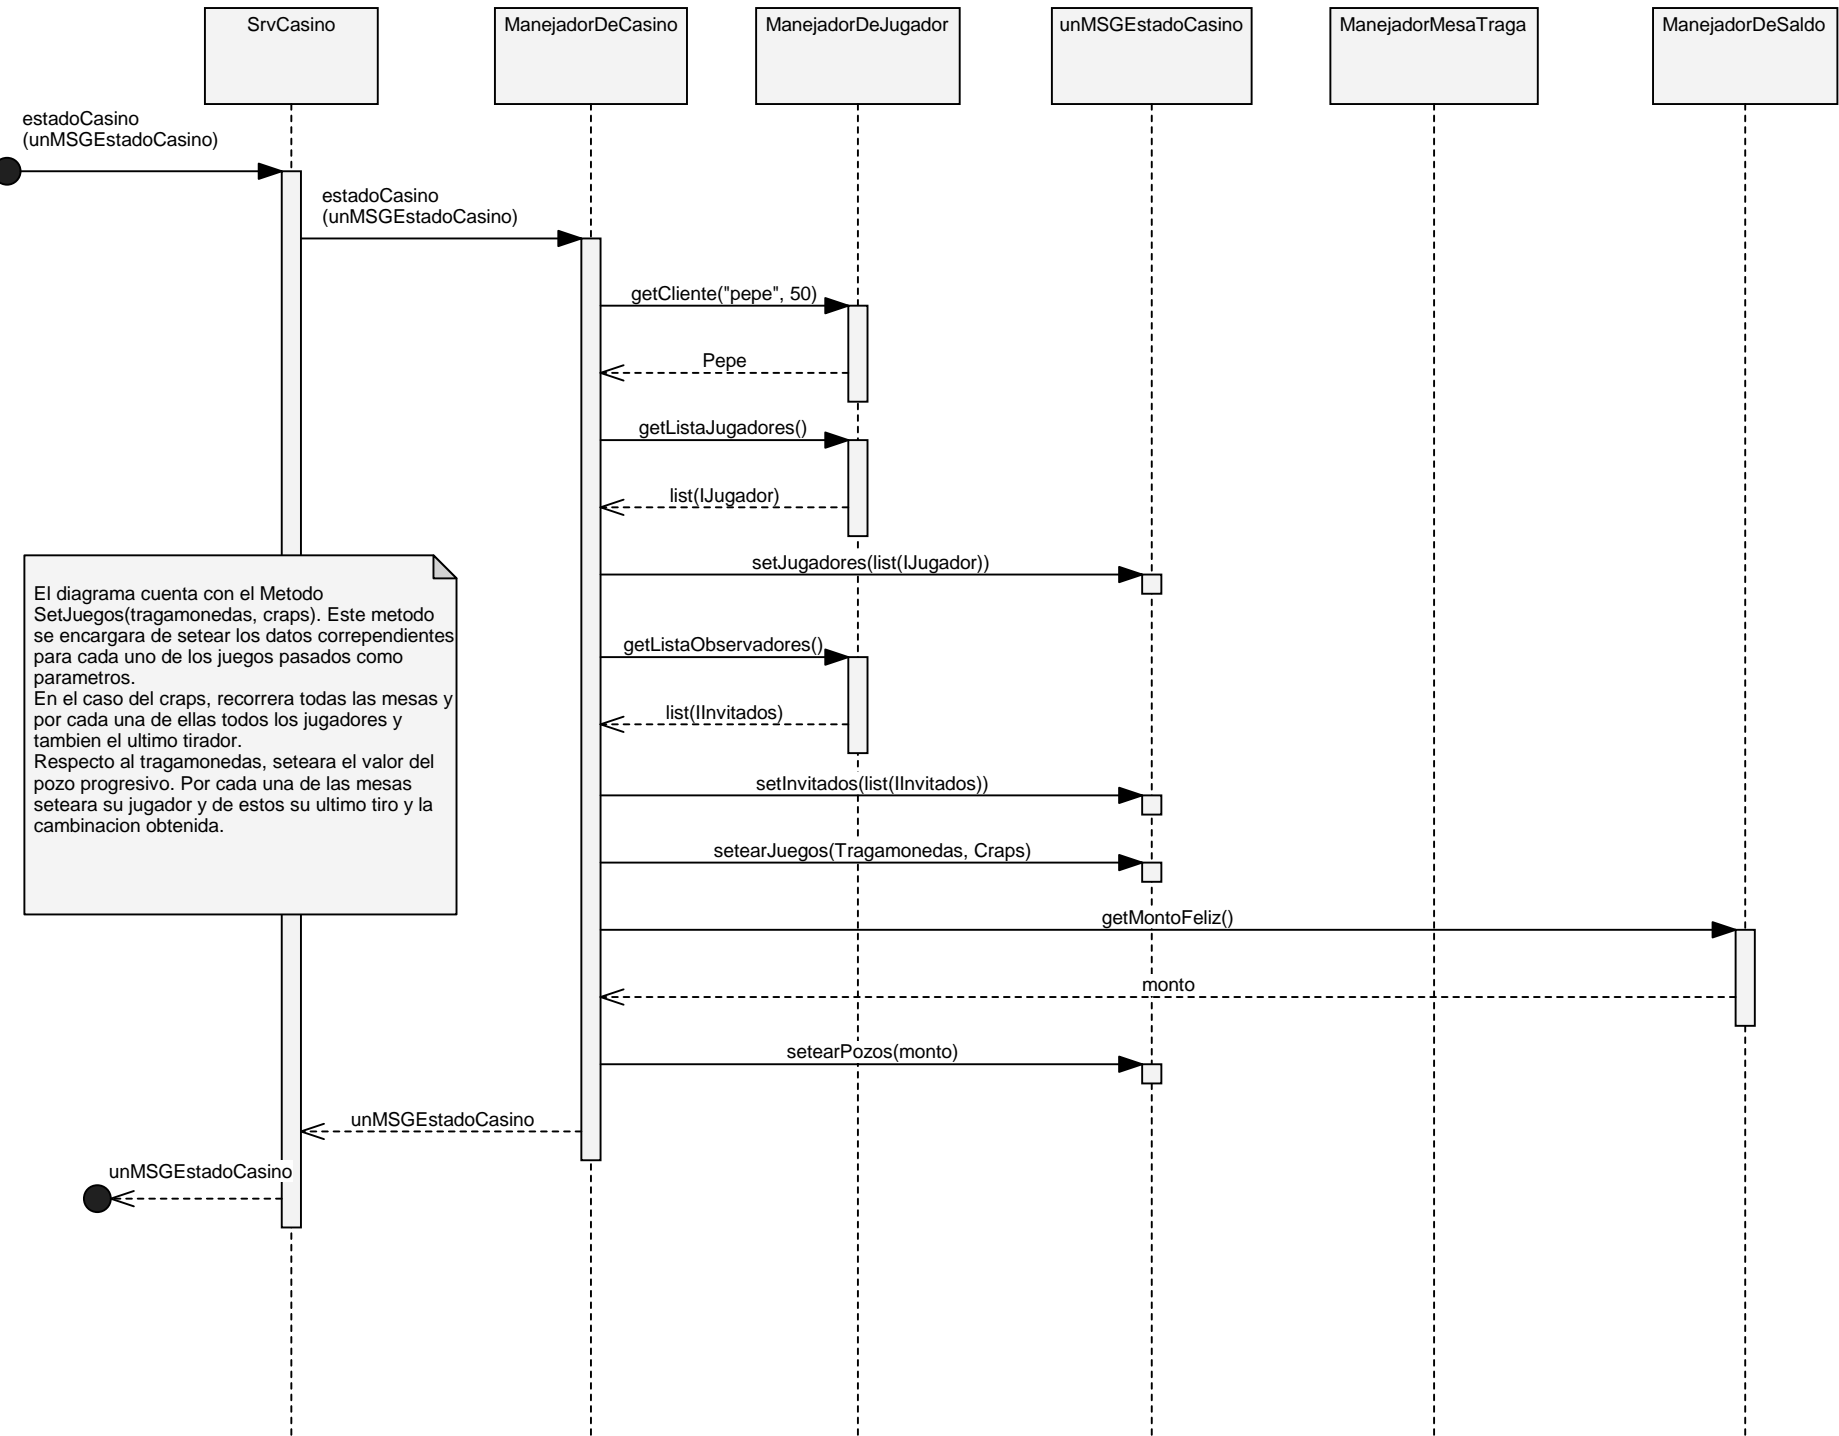 SrvCasino
ManejadorDeCasino
ManejadorDeJugador
unMSGEstadoCasino
ManejadorMesaTraga
ManejadorDeSaldo
estadoCasino
(unMSGEstadoCasino)
estadoCasino
(unMSGEstadoCasino)
getCliente("pepe", 50)
Pepe
getListaJugadores()
list(IJugador)
setJugadores(list(IJugador))
El diagrama cuenta con el Metodo
SetJuegos(tragamonedas, craps). Este metodo
se encargara de setear los datos correpondientes
para cada uno de los juegos pasados como
parametros.
En el caso del craps, recorrera todas las mesas y
por cada una de ellas todos los jugadores y
tambien el ultimo tirador.
Respecto al tragamonedas, seteara el valor del
pozo progresivo. Por cada una de las mesas
seteara su jugador y de estos su ultimo tiro y la
cambinacion obtenida.
getListaObservadores()
list(IInvitados)
setInvitados(list(IInvitados))
setearJuegos(Tragamonedas, Craps)
getMontoFeliz()
monto
setearPozos(monto)
unMSGEstadoCasino
unMSGEstadoCasino